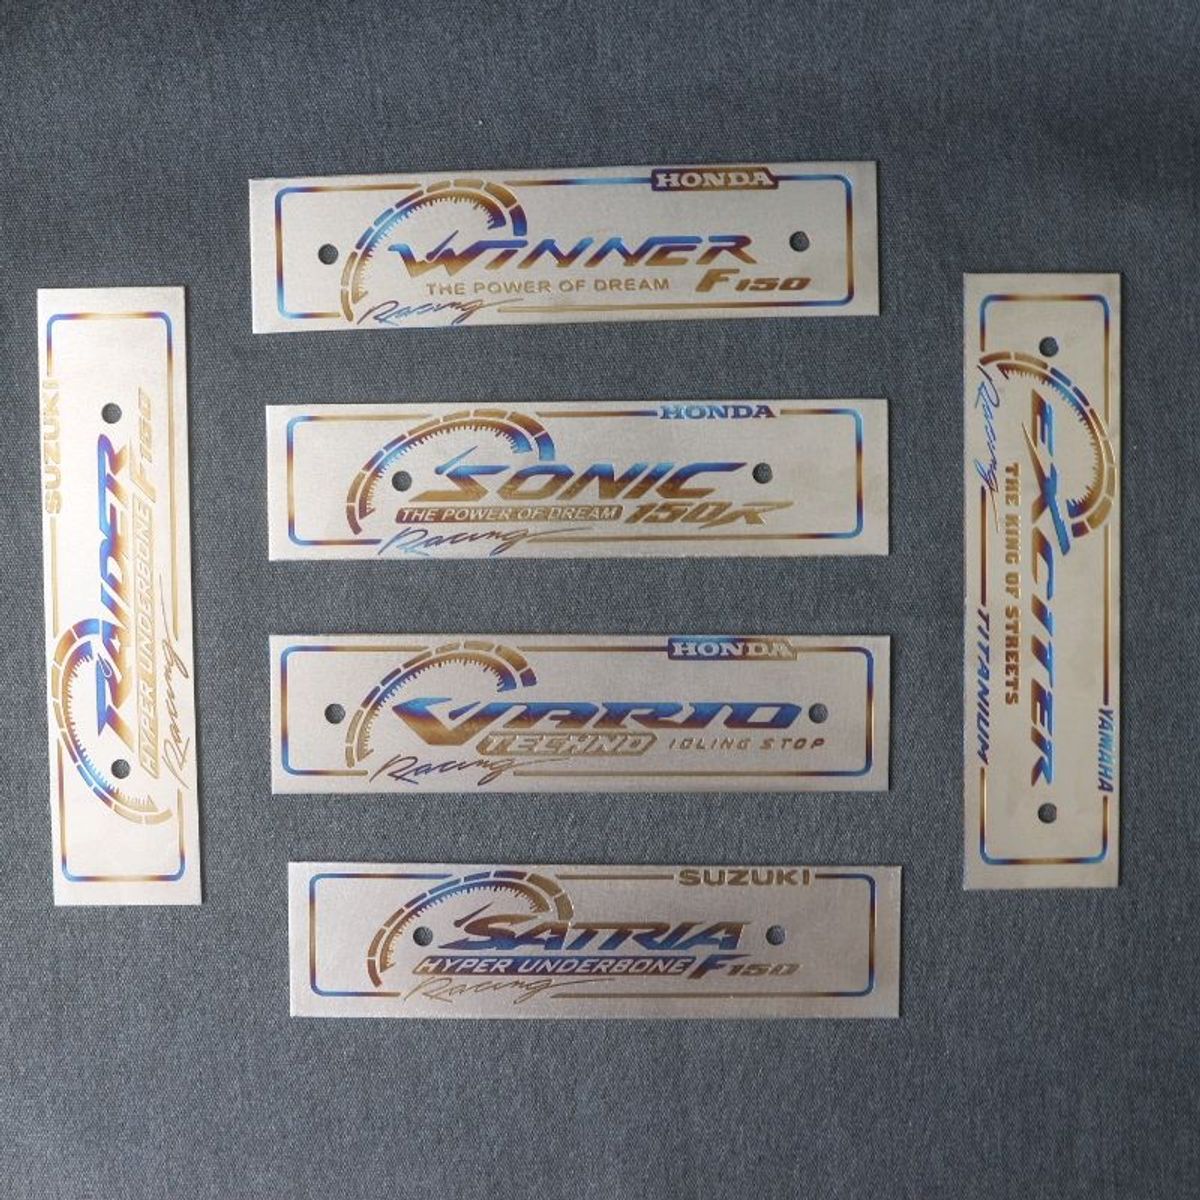 HONDA
WINNER
THE POWER OF DREAM F150
Racing
SUZUKI
RAIDER
HYPER UNDERBONE F150
Racing
HONDA
SONIC
THE POWER OF DREAM 150R
Racing
YAMAHA
EXCITER
THE KING OF STREETS
Racing TITANIUM
HONDA
VARIO
TECHNO IDLING STOP
Racing
SUZUKI
SATRIA
HYPER UNDERBONE F150
Racing